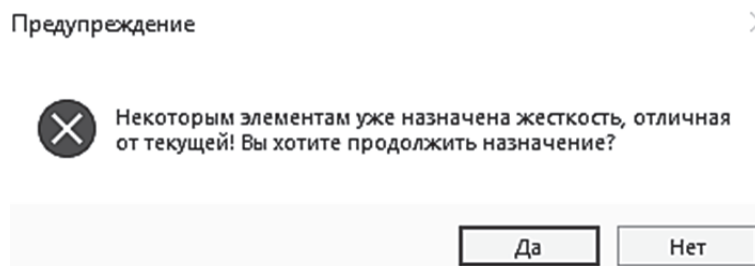 Предупреждение
Некоторым элементам уже назначена жесткость, отличная
от текущей! Вы хотите продолжить назначение?
Да
Нет